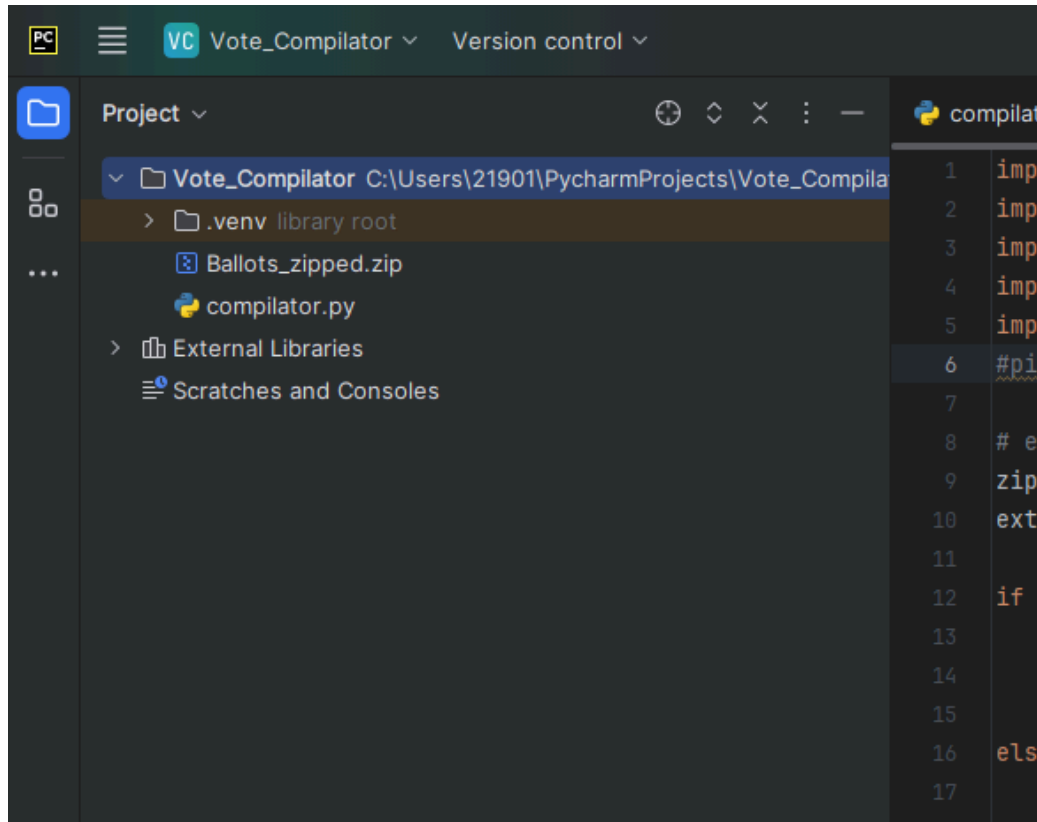 PC VC Vote_Compilator Version control
Project
Vote_Compilator C:\Users\21901\PycharmProjects\Vote_Compila
.venv library root
Ballots_zipped.zip
compilator.py
External Libraries
Scratches and Consoles
compilat
1 imp
2 imp
3 imp
4 imp
5 imp
6 #pi
7
8 # e
9 zip
10 ext
11
12 if
13
14
15
16 els
17